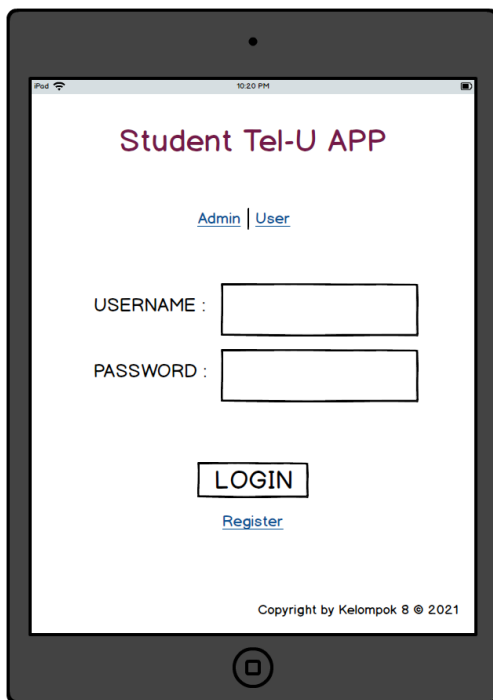 iPod 10:20 PM
Student Tel-U APP
Admin | User
USERNAME :
PASSWORD :
LOGIN
Register
Copyright by Kelompok 8 © 2021